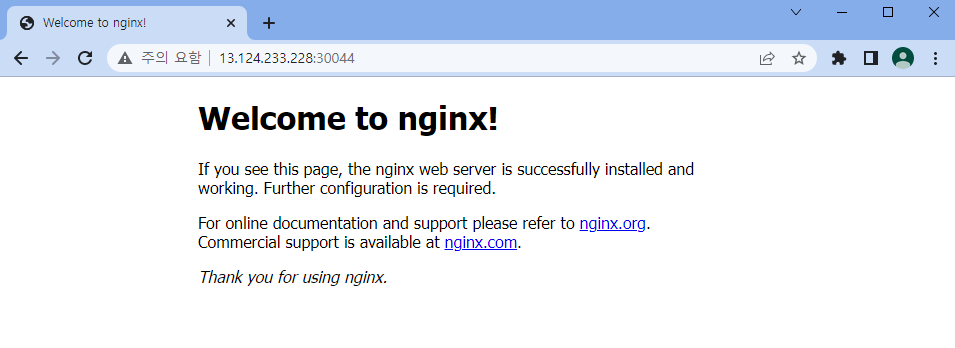 Welcome to nginx!
주의 요함 | 13.124.233.228:30044
Welcome to nginx!
If you see this page, the nginx web server is successfully installed and
working. Further configuration is required.
For online documentation and support please refer to nginx.org.
Commercial support is available at nginx.com.
Thank you for using nginx.